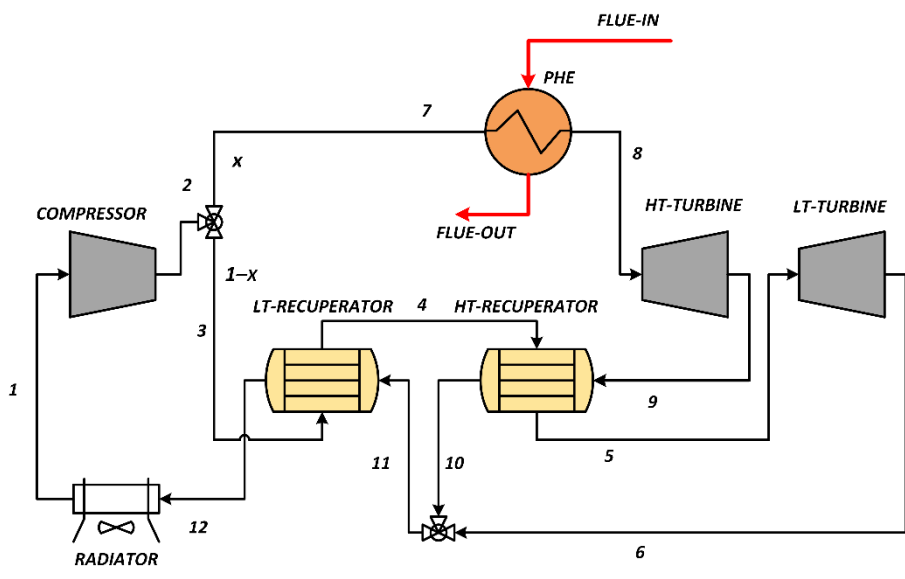 FLUE-IN
PHE
7
8
x
2
COMPRESSOR
HT-TURBINE
LT-TURBINE
FLUE-OUT
1–x
LT-RECUPERATOR
4
HT-RECUPERATOR
3
1
9
5
11
10
12
6
RADIATOR